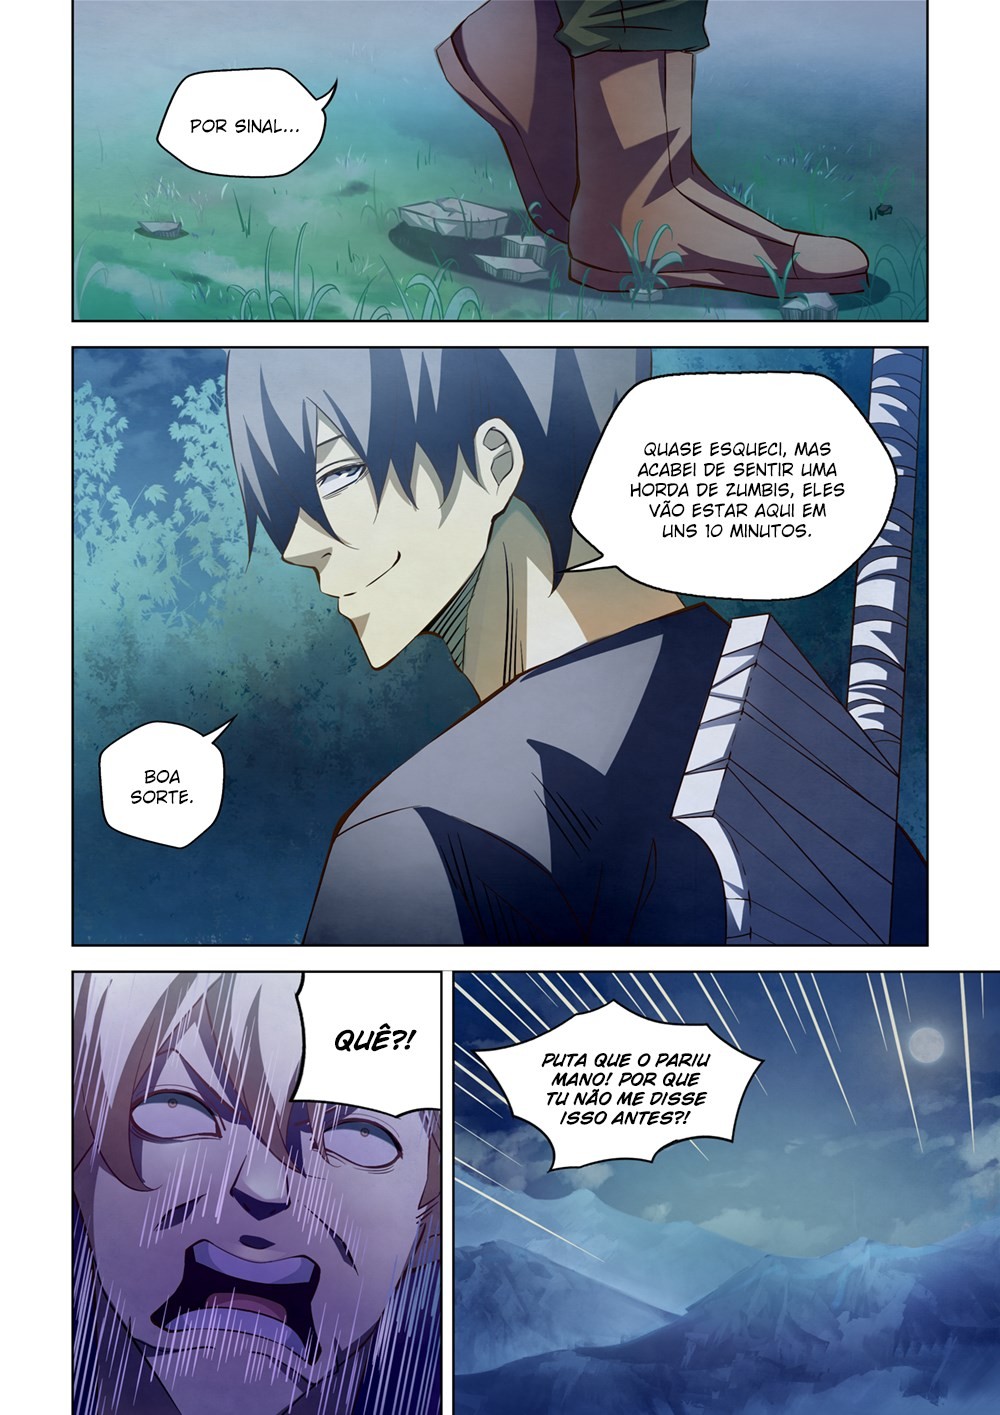 POR SINAL...
QUASE ESQUECI, MAS
ACABEI DE SENTIR UMA
HORDA DE ZUMBIS, ELES
VÃO ESTAR AQUI EM
UNS 10 MINUTOS.
BOA
SORTE.
QUÊ?!
PUTA QUE O PARIU
MANO! POR QUE
TU NÃO ME DISSE
ISSO ANTES?!